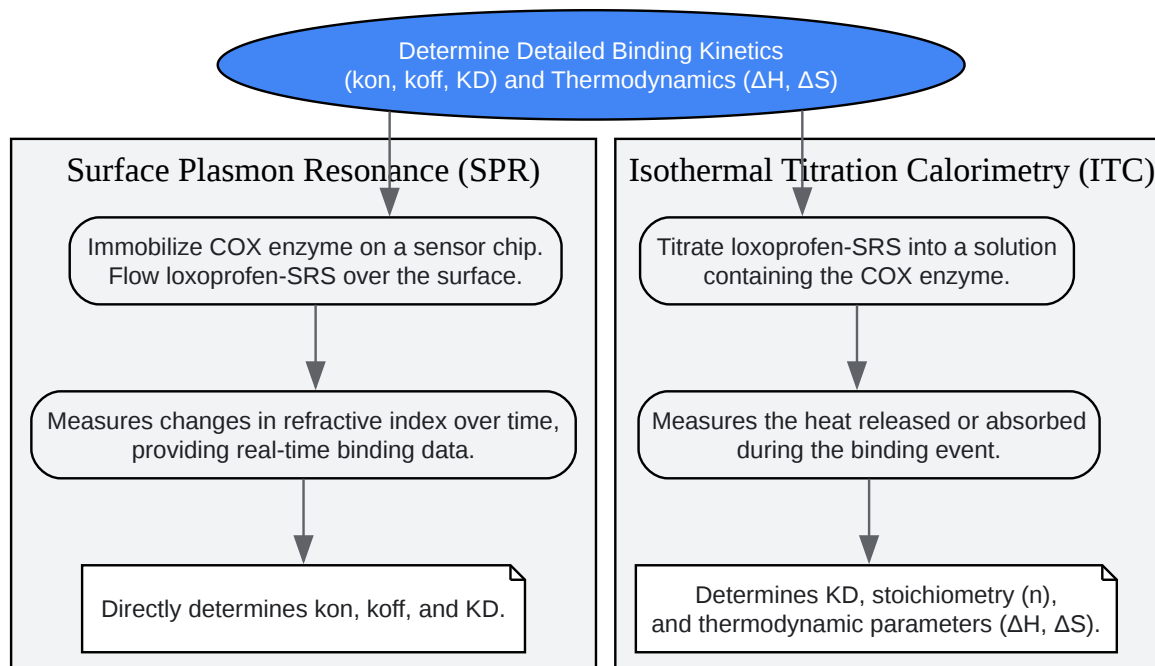 Determine Detailed Binding Kinetics
(kon, koff, KD) and Thermodynamics (ΔH, ΔS)
Surface Plasmon Resonance (SPR)
Immobilize COX enzyme on a sensor chip.
Flow loxoprofen-SRS over the surface.
Measures changes in refractive index over time,
providing real-time binding data.
Directly determines kon, koff, and KD.
Isothermal Titration Calorimetry (ITC)
Titrate loxoprofen-SRS into a solution
containing the COX enzyme.
Measures the heat released or absorbed
during the binding event.
Determines KD, stoichiometry (n),
and thermodynamic parameters (ΔH, ΔS).